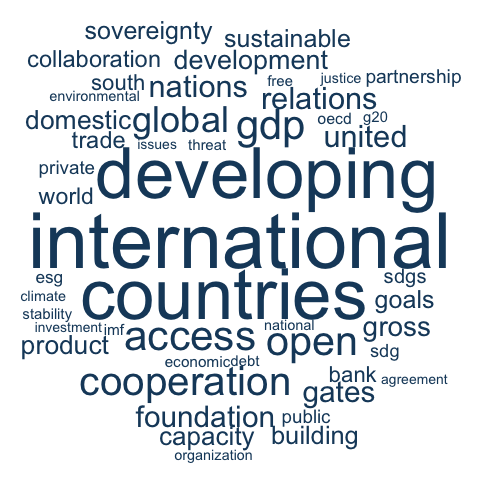 sovereignty
sustainable
collaboration development
south nations free justice partnership
environmental relations
domestic global gdp oecd g20
trade issues threat united
private developing
world
international
esg countries sdgs
climate goals
stability
investment imf access national open gross
product economic debt sdg
cooperation bank agreement
gates
foundation public
capacity building
organization